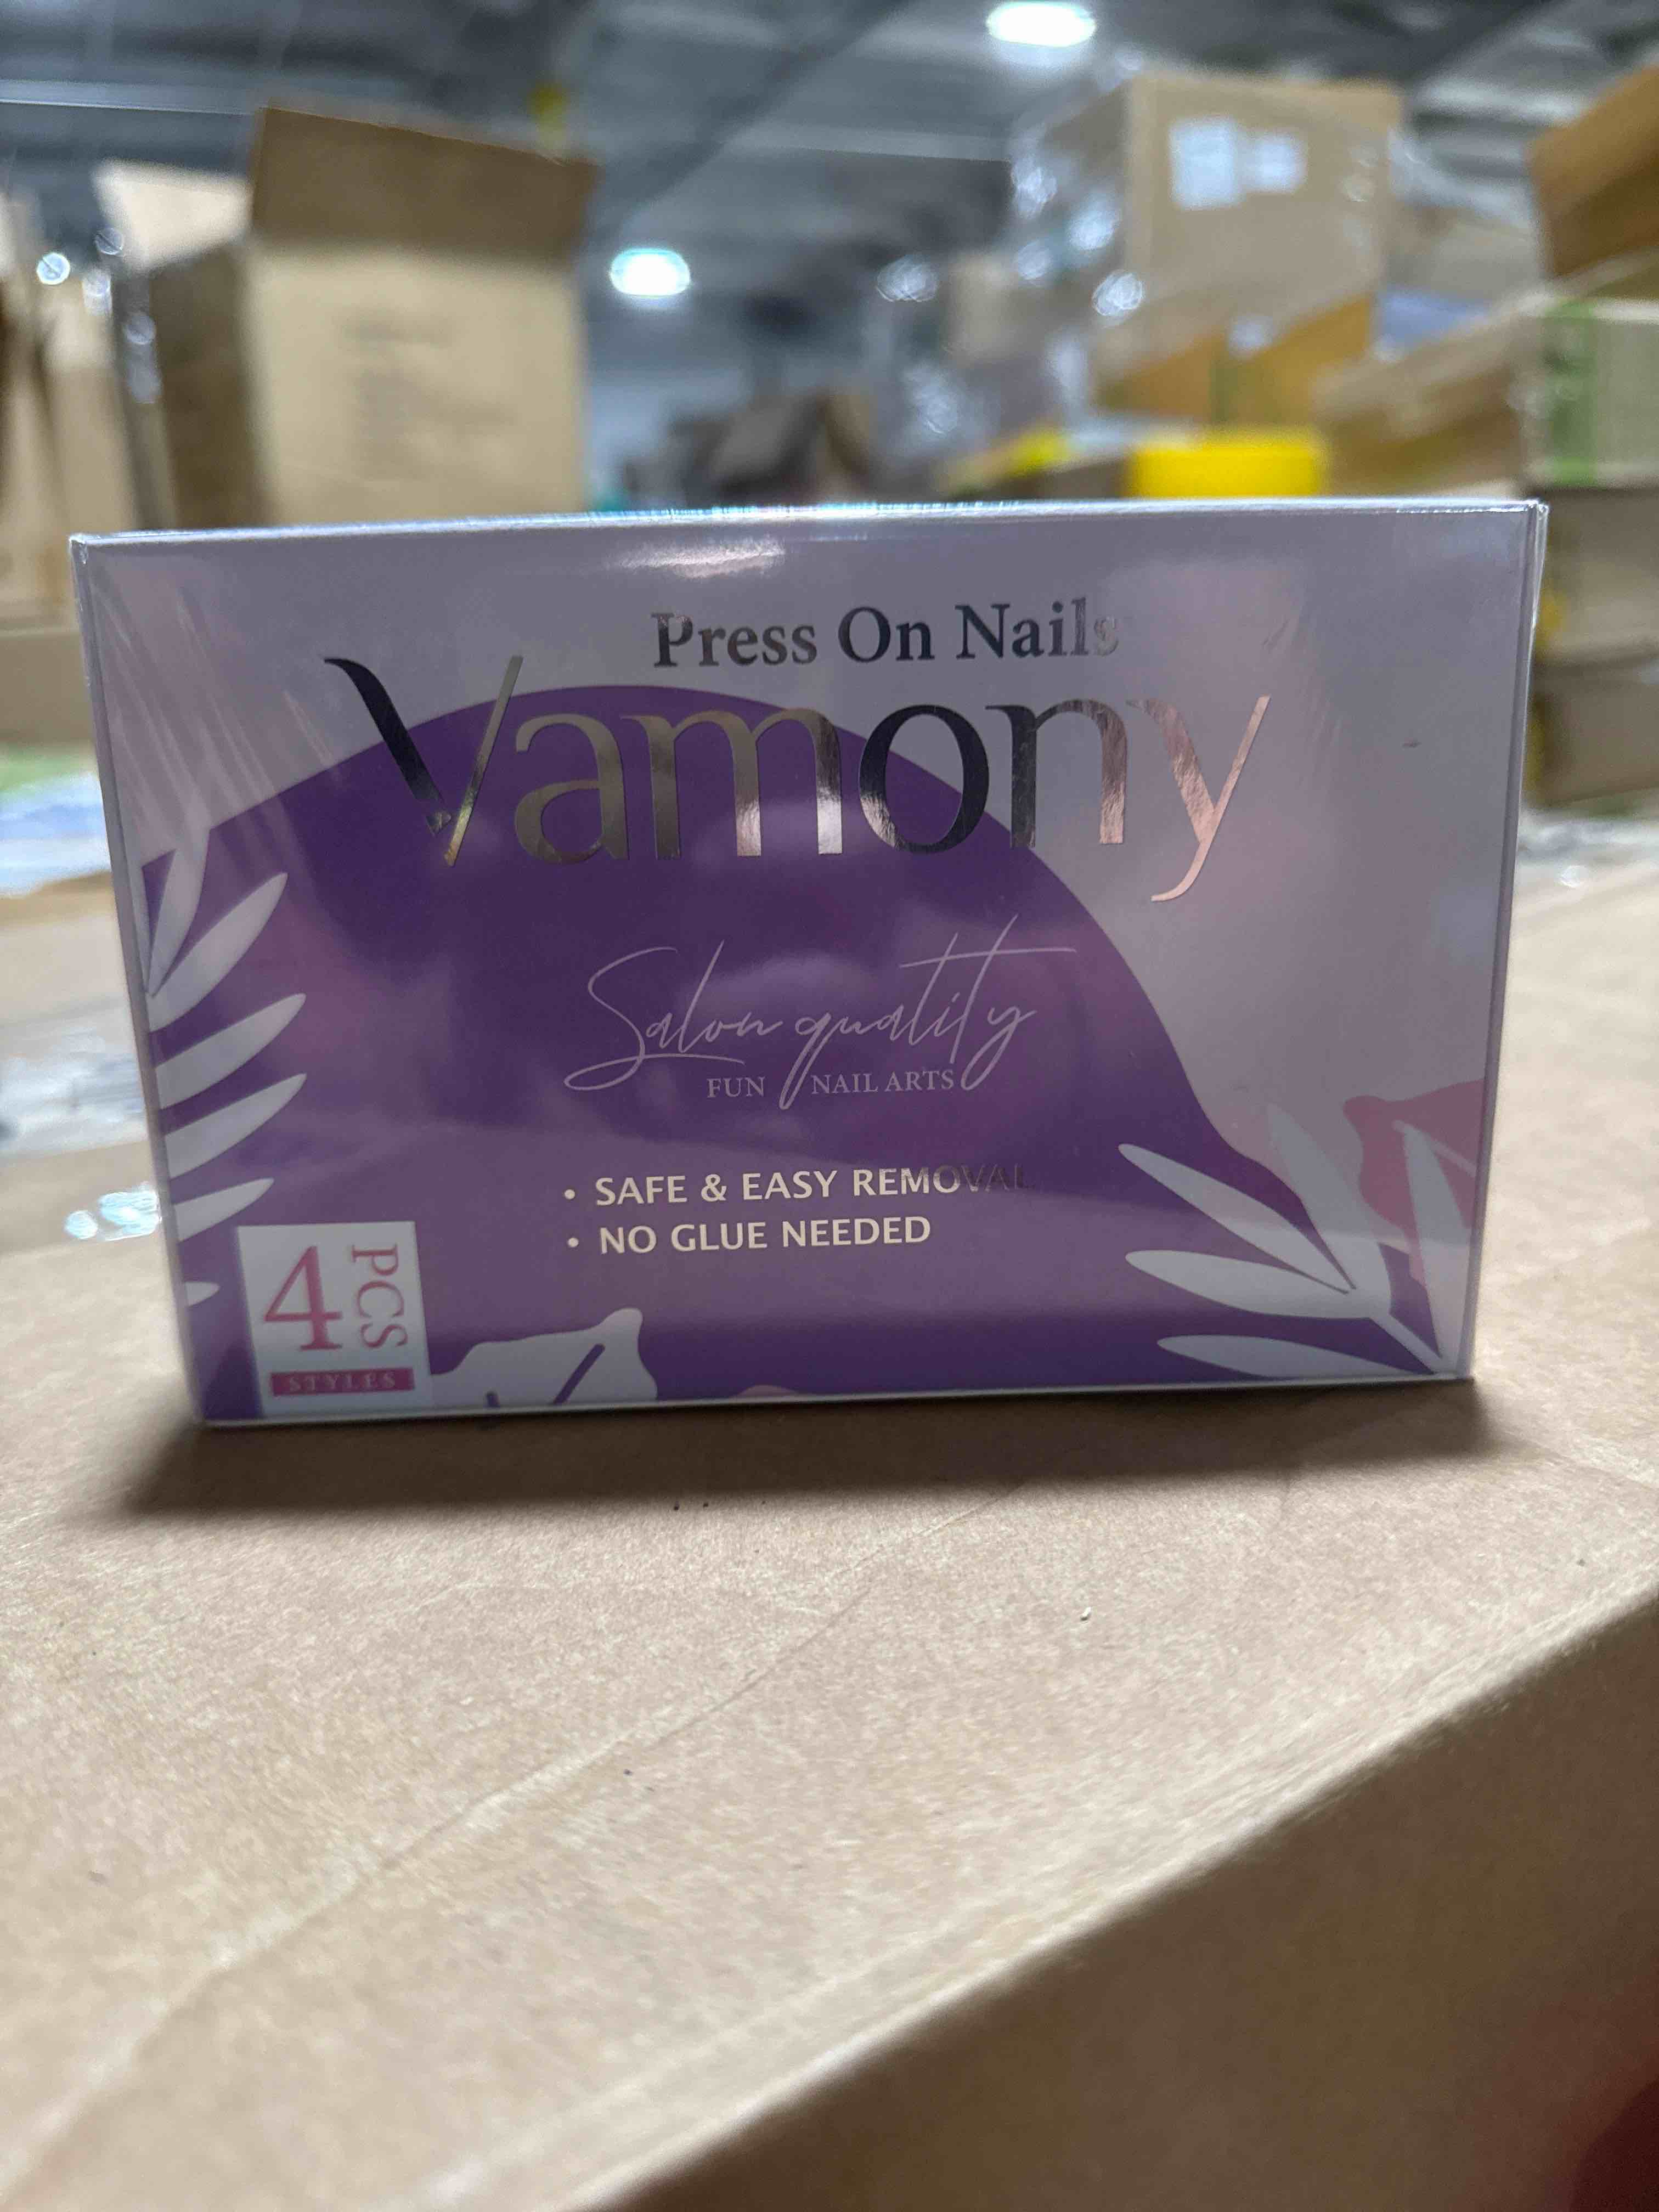 Press On Nails
Vamony
Salon quality
FUN NAIL ARTS
• SAFE & EASY REMOVAL
• NO GLUE NEEDED
4 PCS
STYLES